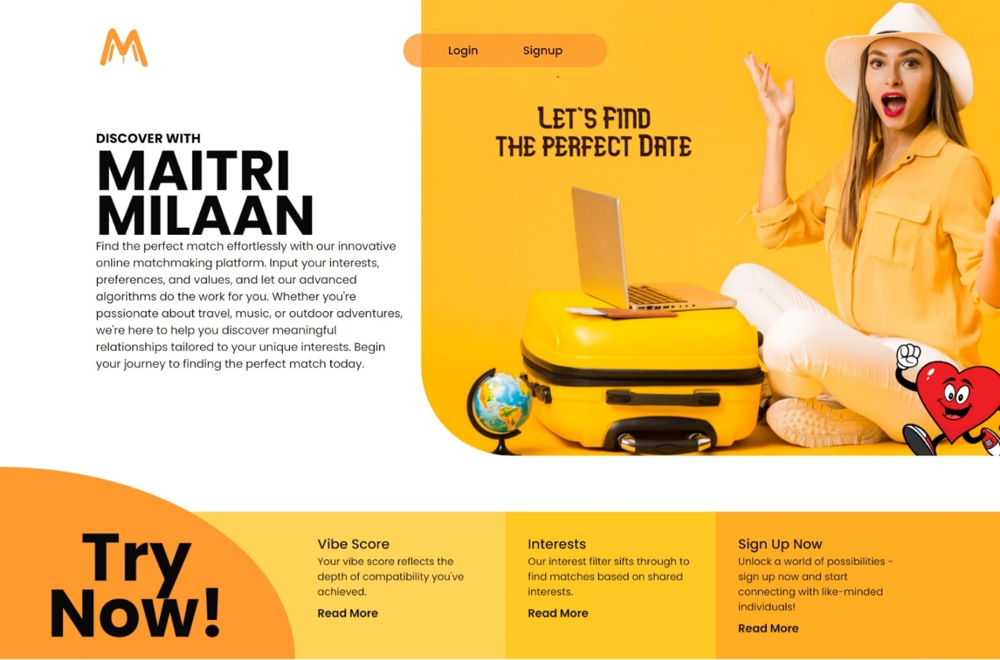 M
Login Signup
LET`S FIND
THE PERFECT DATE
DISCOVER WITH
MAITRI
MILAAN
Find the perfect match effortlessly with our innovative
online matchmaking platform. Input your interests,
preferences, and values, and let our advanced
algorithms do the work for you. Whether you're
passionate about travel, music, or outdoor adventures,
we're here to help you discover meaningful
relationships tailored to your unique interests. Begin
your journey to finding the perfect match today.
Try
Now!
Vibe Score
Your vibe score reflects the
depth of compatibility you've
achieved.
Read More
Interests
Our interest filter sifts through to
find matches based on shared
interests.
Read More
Sign Up Now
Unlock a world of possibilities -
sign up now and start
connecting with like-minded
individuals!
Read More